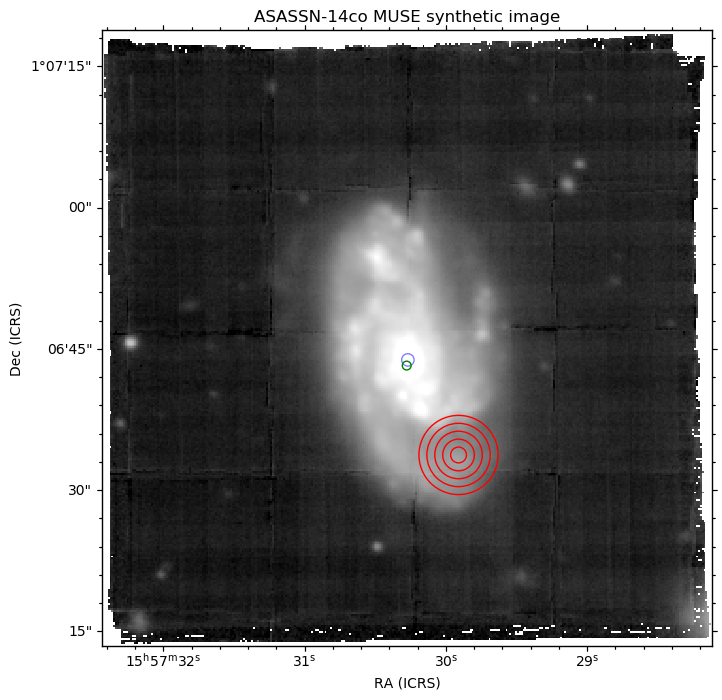 ASASSN-14co MUSE synthetic image
1°07'15"
00"
06'45"
30"
15"
Dec (ICRS)
15ʰ57ᵐ32ˢ
31ˢ
30ˢ
29ˢ
RA (ICRS)